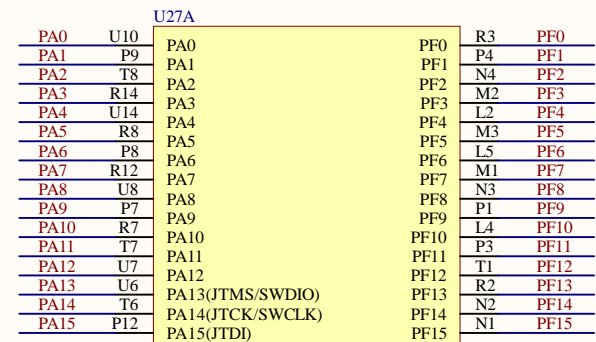 U27A
PA0 U10 PA0 PF0 R3 PF0
PA1 P9 PA1 PF1 P4 PF1
PA2 T8 PA2 PF2 N4 PF2
PA3 R14 PA3 PF3 M2 PF3
PA4 U14 PA4 PF4 L2 PF4
PA5 R8 PA5 PF5 M3 PF5
PA6 P8 PA6 PF6 L5 PF6
PA7 R12 PA7 PF7 M1 PF7
PA8 U8 PA8 PF8 N3 PF8
PA9 P7 PA9 PF9 P1 PF9
PA10 R7 PA10 PF10 L4 PF10
PA11 T7 PA11 PF11 P3 PF11
PA12 U7 PA12 PF12 T1 PF12
PA13 U6 PA13(JTMS/SWDIO) PF13 R2 PF13
PA14 T6 PA14(JTCK/SWCLK) PF14 N2 PF14
PA15 P12 PA15(JTDI) PF15 N1 PF15